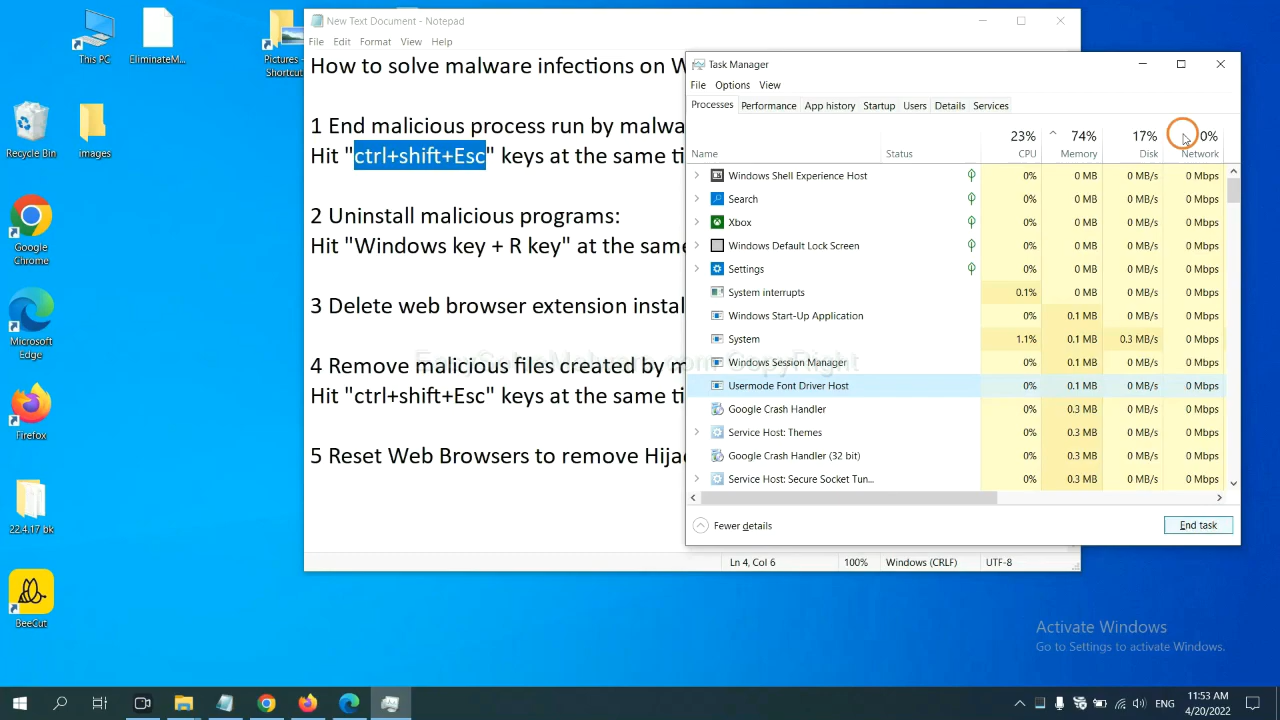 This PC
EliminateM...
Pictures - Shortcut
Recycle Bin
images
Google
Chrome
Microsoft
Edge
Firefox
22.4.17 bk
BeeCut
New Text Document - Notepad
File Edit Format View Help
How to solve malware infections on W
1 End malicious process run by malwa
Hit "ctrl+shift+Esc" keys at the same ti
2 Uninstall malicious programs:
Hit "Windows key + R key" at the same
3 Delete web browser extension instal
4 Remove malicious files created by m
Hit "ctrl+shift+Esc" keys at the same ti
5 Reset Web Browsers to remove Hijac
Ln 4, Col 6 100% Windows (CRLF) UTF-8
Task Manager
File Options View
Processes Performance App history Startup Users Details Services
23% 74% 17% 0%
Name Status CPU Memory Disk Network
Windows Shell Experience Host 0% 0 MB 0 MB/s 0 Mbps
Search 0% 0 MB 0 MB/s 0 Mbps
Xbox 0% 0 MB 0 MB/s 0 Mbps
Windows Default Lock Screen 0% 0 MB 0 MB/s 0 Mbps
Settings 0% 0 MB 0 MB/s 0 Mbps
System interrupts 0.1% 0 MB 0 MB/s 0 Mbps
Windows Start-Up Application 0% 0.1 MB 0 MB/s 0 Mbps
System 1.1% 0.1 MB 0.3 MB/s 0 Mbps
Windows Session Manager 0% 0.1 MB 0 MB/s 0 Mbps
Usermode Font Driver Host 0% 0.1 MB 0 MB/s 0 Mbps
Google Crash Handler 0% 0.3 MB 0 MB/s 0 Mbps
Service Host: Themes 0% 0.3 MB 0 MB/s 0 Mbps
Google Crash Handler (32 bit) 0% 0.3 MB 0 MB/s 0 Mbps
Service Host: Secure Socket Tun... 0% 0.3 MB 0 MB/s 0 Mbps
Fewer details
End task
CopyRight
Activate Windows
Go to Settings to activate Windows.
ENG
11:53 AM
4/20/2022